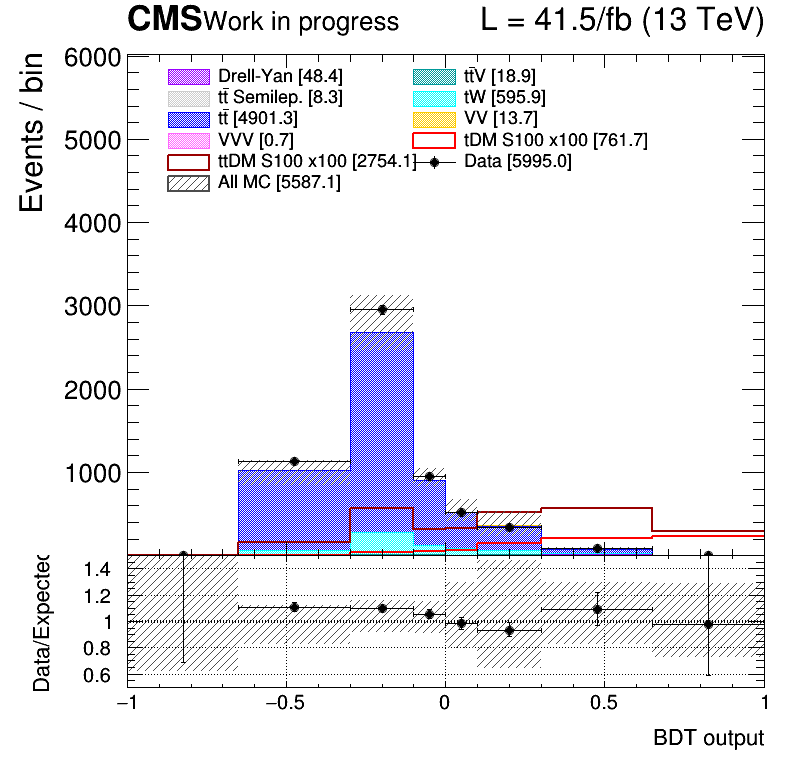 CMS Work in progress L = 41.5/fb (13 TeV)
Events / bin
6000
5000
4000
3000
2000
1000
Drell-Yan [48.4] tt̄V [18.9]
tt̄ Semilep. [8.3] tW [595.9]
tt̄ [4901.3] VV [13.7]
VVV [0.7] tDM S100 x100 [761.7]
ttDM S100 x100 [2754.1] Data [5995.0]
All MC [5587.1]
Data/Expected
1.4
1.2
1
0.8
0.6
−1 −0.5 0 0.5 1
BDT output